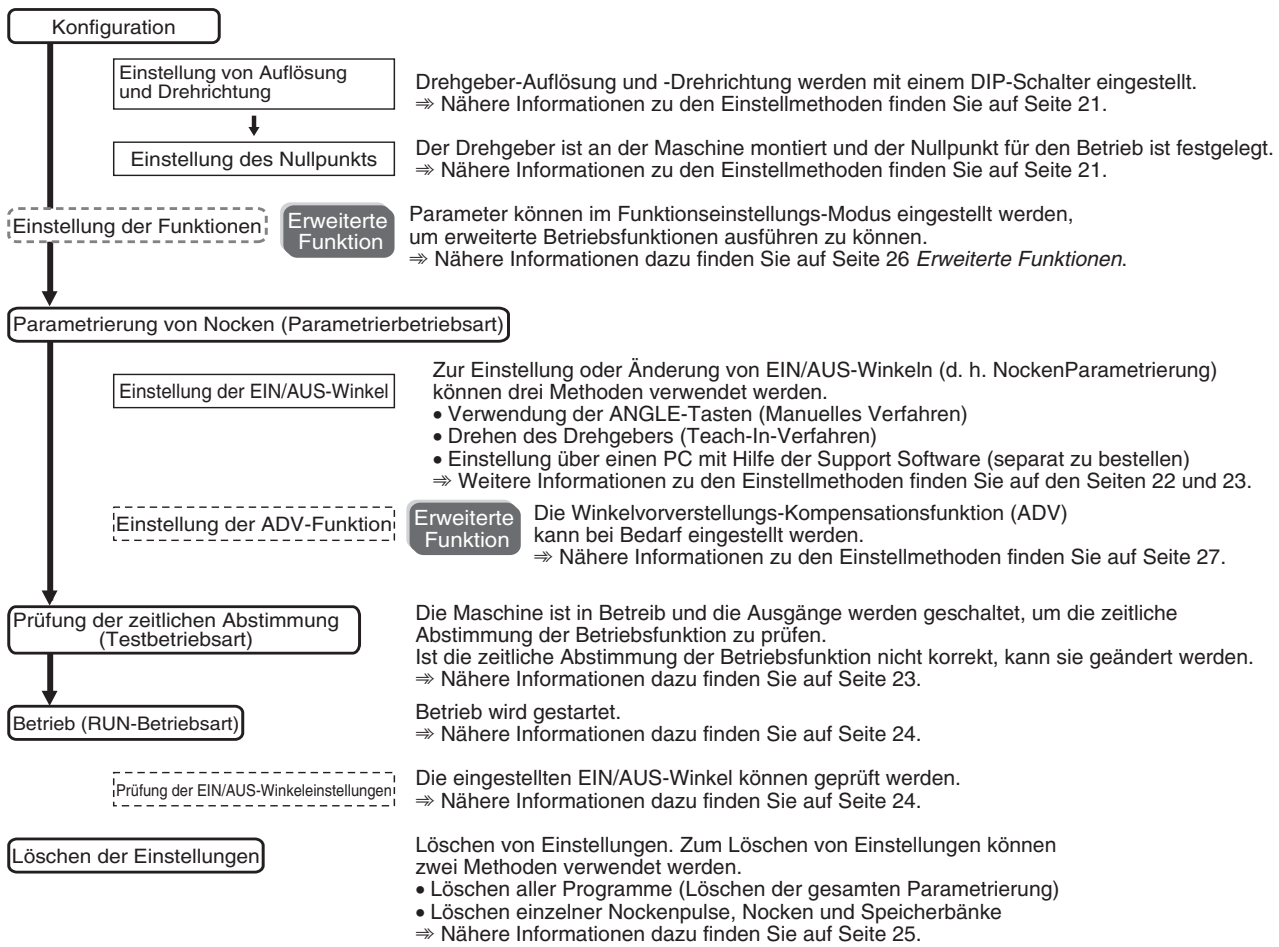 Konfiguration
Einstellung von Auflösung
und Drehrichtung
Drehgeber-Auflösung und -Drehrichtung werden mit einem DIP-Schalter eingestellt.
⇒ Nähere Informationen zu den Einstellmethoden finden Sie auf Seite 21.
Einstellung des Nullpunkts
Der Drehgeber ist an der Maschine montiert und der Nullpunkt für den Betrieb ist festgelegt.
⇒ Nähere Informationen zu den Einstellmethoden finden Sie auf Seite 21.
Einstellung der Funktionen
Erweiterte
Funktion
Parameter können im Funktionseinstellungs-Modus eingestellt werden,
um erweiterte Betriebsfunktionen ausführen zu können.
⇒ Nähere Informationen dazu finden Sie auf Seite 26 Erweiterte Funktionen.
Parametrierung von Nocken (Parametrierbetriebsart)
Einstellung der EIN/AUS-Winkel
Zur Einstellung oder Änderung von EIN/AUS-Winkeln (d. h. NockenParametrierung)
können drei Methoden verwendet werden.
• Verwendung der ANGLE-Tasten (Manuelles Verfahren)
• Drehen des Drehgebers (Teach-In-Verfahren)
• Einstellung über einen PC mit Hilfe der Support Software (separat zu bestellen)
⇒ Weitere Informationen zu den Einstellmethoden finden Sie auf den Seiten 22 und 23.
Einstellung der ADV-Funktion
Erweiterte
Funktion
Die Winkelvorverstellungs-Kompensationsfunktion (ADV)
kann bei Bedarf eingestellt werden.
⇒ Nähere Informationen zu den Einstellmethoden finden Sie auf Seite 27.
Prüfung der zeitlichen Abstimmung
(Testbetriebsart)
Die Maschine ist in Betreib und die Ausgänge werden geschaltet, um die zeitliche
Abstimmung der Betriebsfunktion zu prüfen.
Ist die zeitliche Abstimmung der Betriebsfunktion nicht korrekt, kann sie geändert werden.
⇒ Nähere Informationen dazu finden Sie auf Seite 23.
Betrieb (RUN-Betriebsart)
Betrieb wird gestartet.
⇒ Nähere Informationen dazu finden Sie auf Seite 24.
Prüfung der EIN/AUS-Winkeleinstellungen
Die eingestellten EIN/AUS-Winkel können geprüft werden.
⇒ Nähere Informationen dazu finden Sie auf Seite 24.
Löschen der Einstellungen
Löschen von Einstellungen. Zum Löschen von Einstellungen können
zwei Methoden verwendet werden.
• Löschen aller Programme (Löschen der gesamten Parametrierung)
• Löschen einzelner Nockenpulse, Nocken und Speicherbänke
⇒ Nähere Informationen dazu finden Sie auf Seite 25.